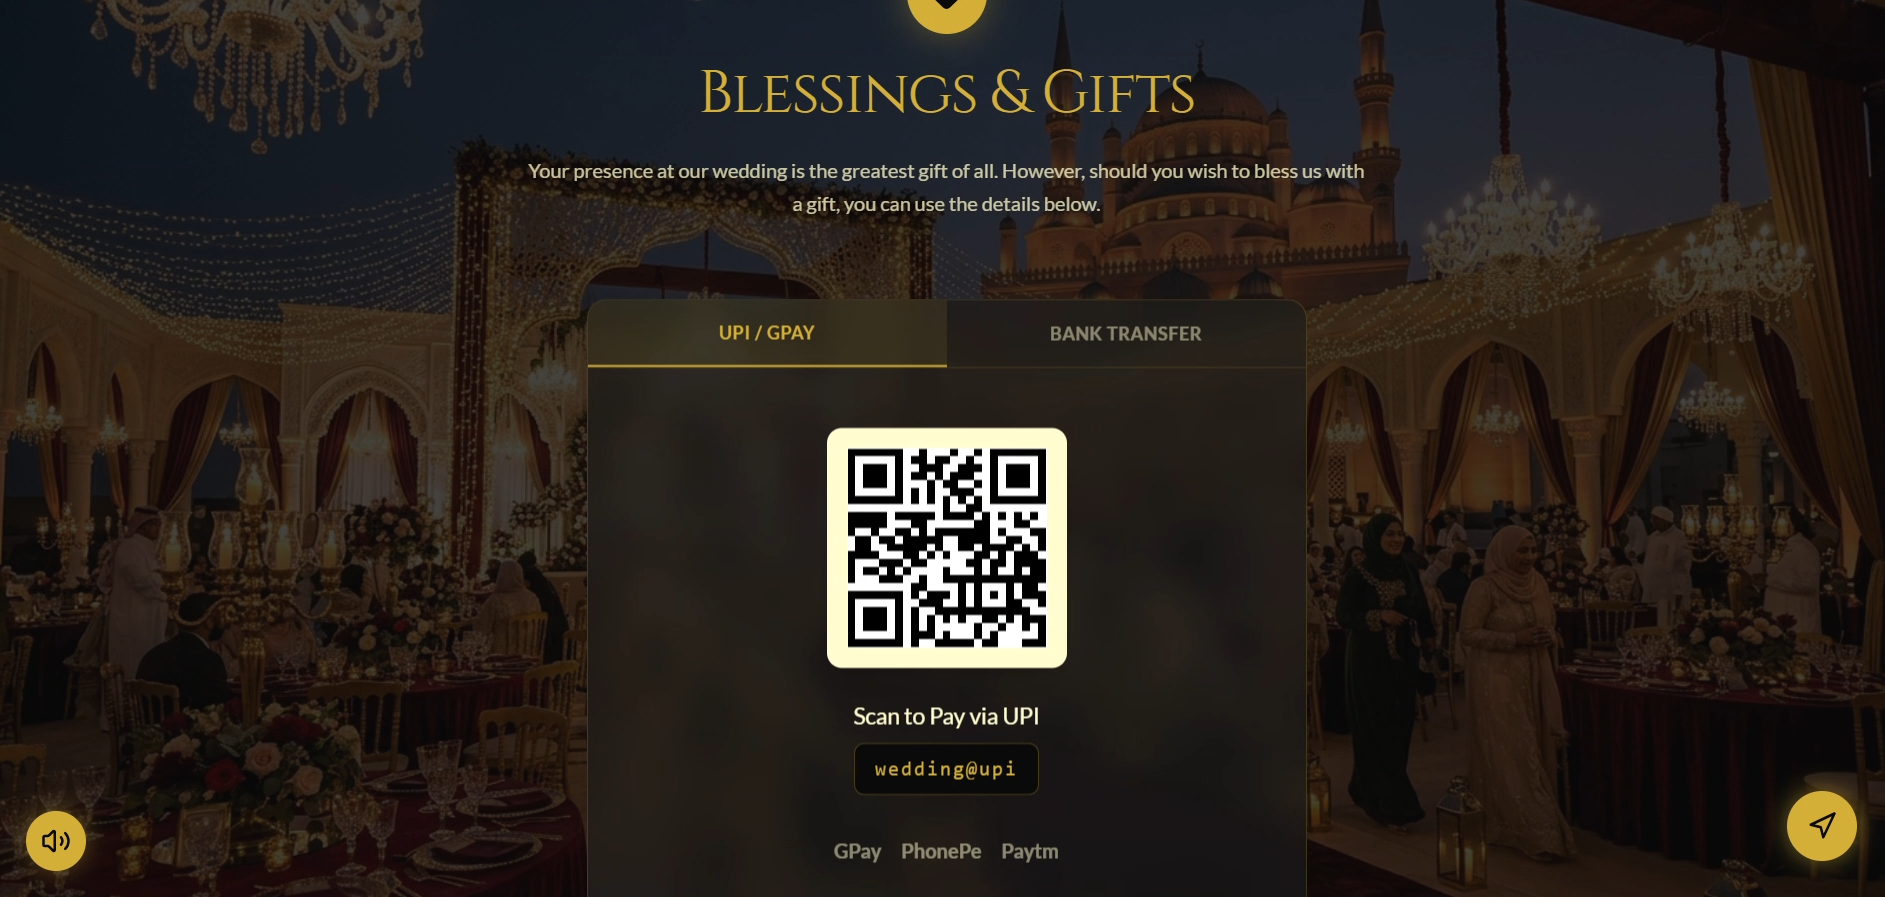 Blessings & Gifts
Your presence at our wedding is the greatest gift of all. However, should you wish to bless us with
a gift, you can use the details below.
UPI / GPAY
BANK TRANSFER
Scan to Pay via UPI
wedding@upi
GPay PhonePe Paytm